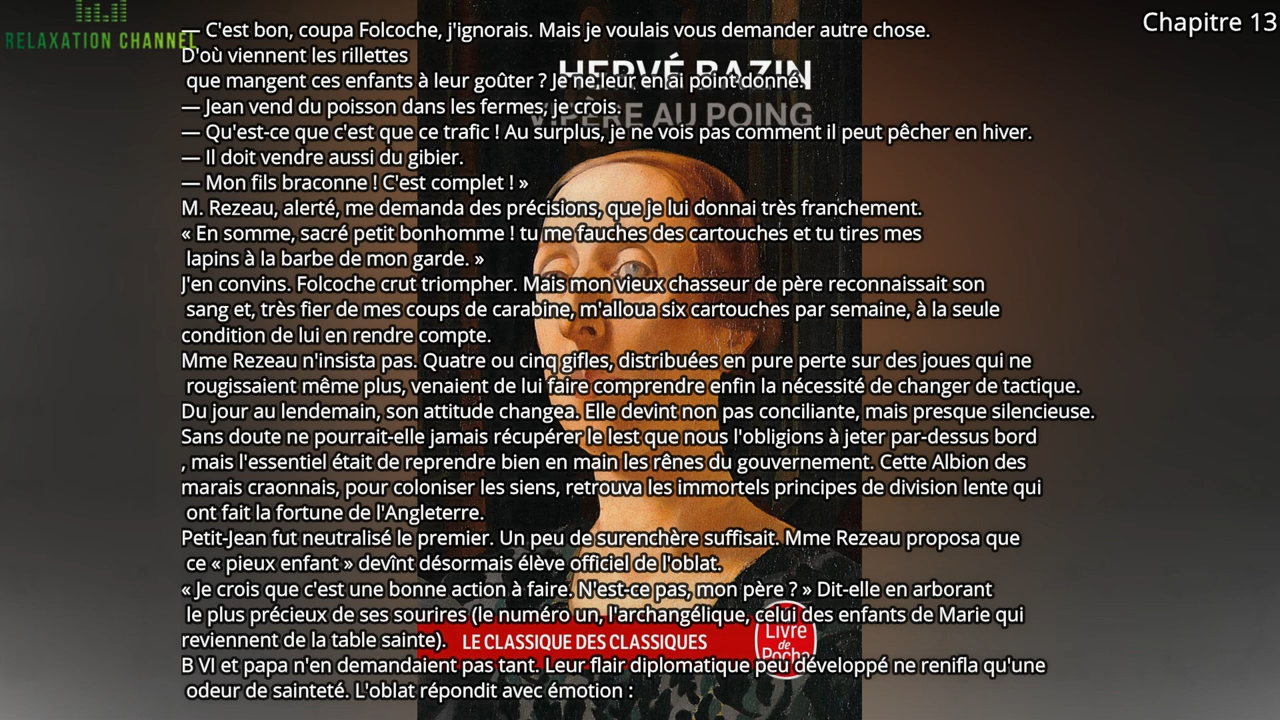 RELAXATION CHANNEL
Chapitre 13
HERVÉ BAZIN
VIPÈRE AU POING
— C'est bon, coupa Folcoche, j'ignorais. Mais je voulais vous demander autre chose.
D'où viennent les rillettes
que mangent ces enfants à leur goûter ? Je ne leur en ai point donné.
— Jean vend du poisson dans les fermes, je crois.
— Qu'est-ce que c'est que ce trafic ! Au surplus, je ne vois pas comment il peut pêcher en hiver.
— Il doit vendre aussi du gibier.
— Mon fils braconne ! C'est complet ! »
M. Rezeau, alerté, me demanda des précisions, que je lui donnai très franchement.
« En somme, sacré petit bonhomme ! tu me fauches des cartouches et tu tires mes
lapins à la barbe de mon garde. »
J'en convins. Folcoche crut triompher. Mais mon vieux chasseur de père reconnaissait son
sang et, très fier de mes coups de carabine, m'alloua six cartouches par semaine, à la seule
condition de lui en rendre compte.
Mme Rezeau n'insista pas. Quatre ou cinq gifles, distribuées en pure perte sur des joues qui ne
rougissaient même plus, venaient de lui faire comprendre enfin la nécessité de changer de tactique.
Du jour au lendemain, son attitude changea. Elle devint non pas conciliante, mais presque silencieuse.
Sans doute ne pourrait-elle jamais récupérer le lest que nous l'obligions à jeter par-dessus bord
, mais l'essentiel était de reprendre bien en main les rênes du gouvernement. Cette Albion des
marais craonnais, pour coloniser les siens, retrouva les immortels principes de division lente qui
ont fait la fortune de l'Angleterre.
Petit-Jean fut neutralisé le premier. Un peu de surenchère suffisait. Mme Rezeau proposa que
ce « pieux enfant » devînt désormais élève officiel de l'oblat.
« Je crois que c'est une bonne action à faire. N'est-ce pas, mon père ? » Dit-elle en arborant
le plus précieux de ses sourires (le numéro un, l'archangélique, celui des enfants de Marie qui
reviennent de la table sainte).
LE CLASSIQUE DES CLASSIQUES
Livre
de
Poche
B VI et papa n'en demandaient pas tant. Leur flair diplomatique peu développé ne renifla qu'une
odeur de sainteté. L'oblat répondit avec émotion :